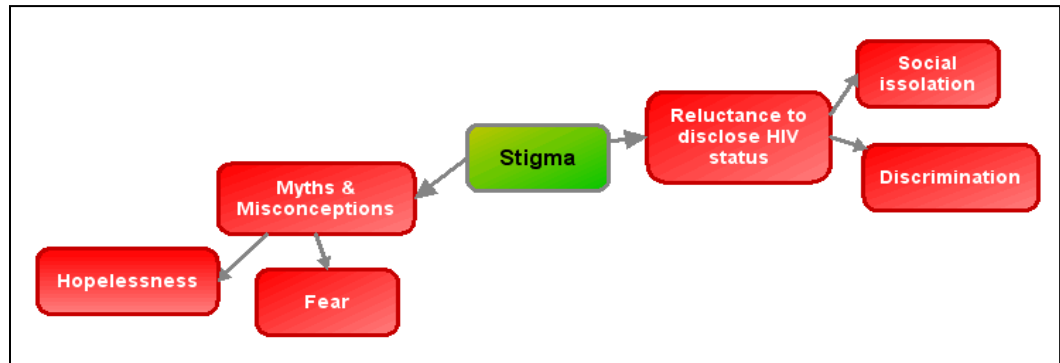 Social
issolation
Reluctance to
disclose HIV
status
Stigma
Discrimination
Myths &
Misconceptions
Hopelessness
Fear